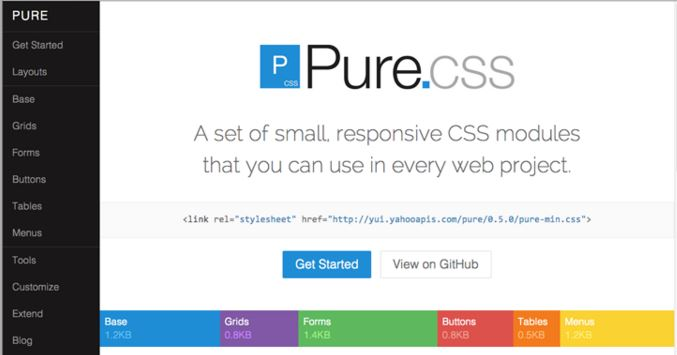 PURE
Get Started
Layouts
Base
Grids
Forms
Buttons
Tables
Menus
Tools
Customize
Extend
Blog
P
CSS
Pure.css
A set of small, responsive CSS modules
that you can use in every web project.
<link rel="stylesheet" href="http://yui.yahooapis.com/pure/0.5.0/pure-min.css">
Get Started View on GitHub
Base Grids Forms Buttons Tables Menus
1.2KB 0.8KB 1.4KB 0.8KB 0.5KB 1.2KB